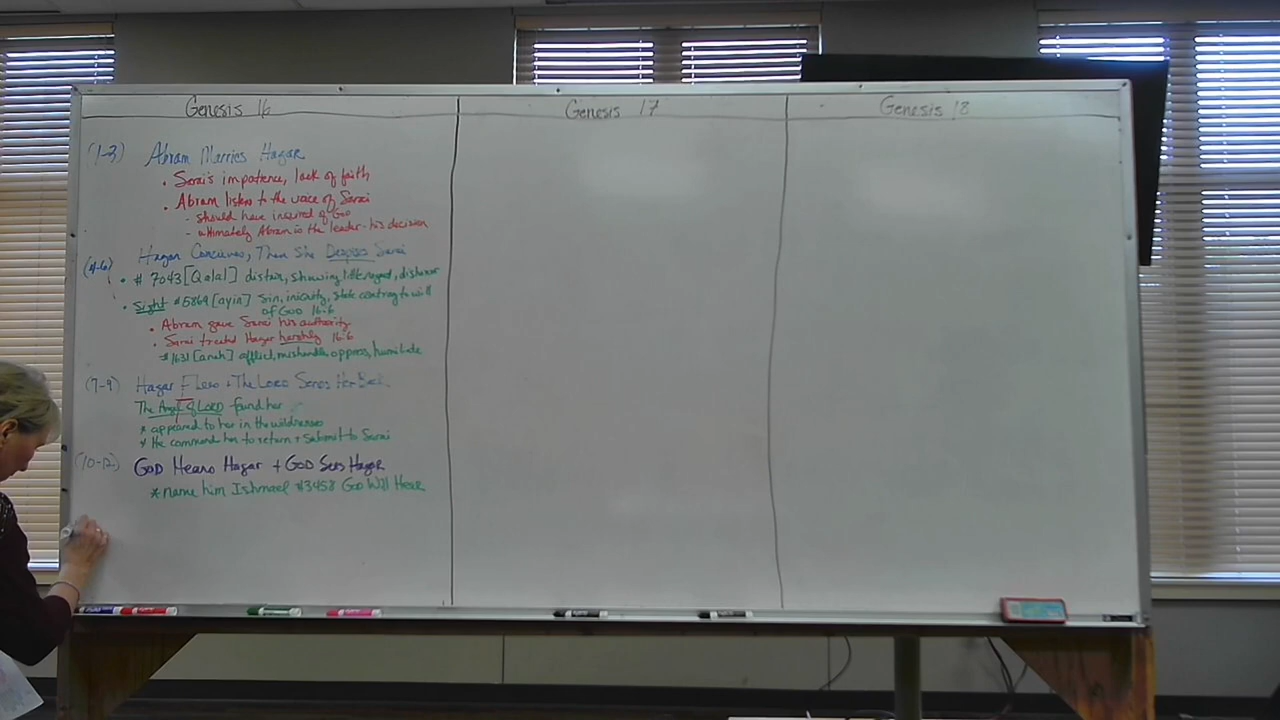 Genesis 16
(1-3) Abram Marries Hagar
• Sarai's impatience, lack of faith
• Abram listens to the voice of Sarai
- should have inquired of God
- ultimately Abram is the leader - his decision
(4-6) Hagar Concieves, Then She Despises Sarai
• # 7043 [Qalal] distain, showing little regard, dishonor
• Sight #5869 [ayin] sin, iniquity, state contrary to will
of God 16:6
• Abram gave Sarai his authority
• Sarai treated Hagar harshly 16:6
[anah] afflict, mishandle, oppress, humiliate
(7-9) Hagar Flees + The LORD Sends Her Back
The Angel of LORD found her
* appeared to her in the wilderness
* He command her to return + submit to Sarai
(10-12) GOD Hears Hagar + GOD Sees Hagar
* name him Ishmael #3458 God Will Hear
Genesis 17
Genesis 18